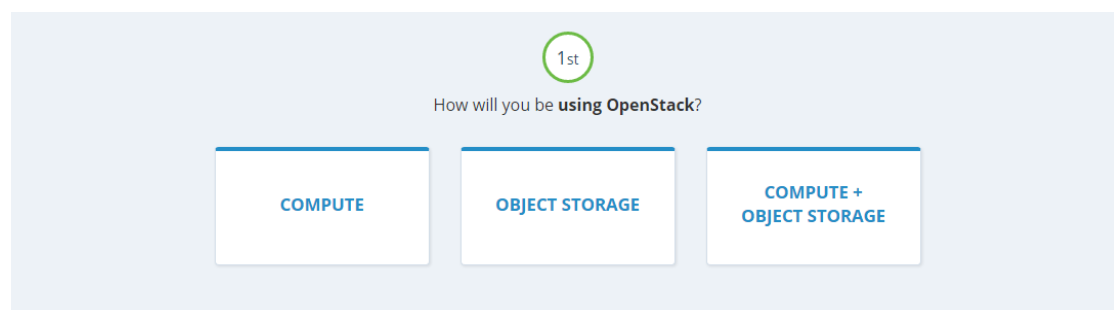 1st
How will you be using OpenStack?
COMPUTE
OBJECT STORAGE
COMPUTE +
OBJECT STORAGE